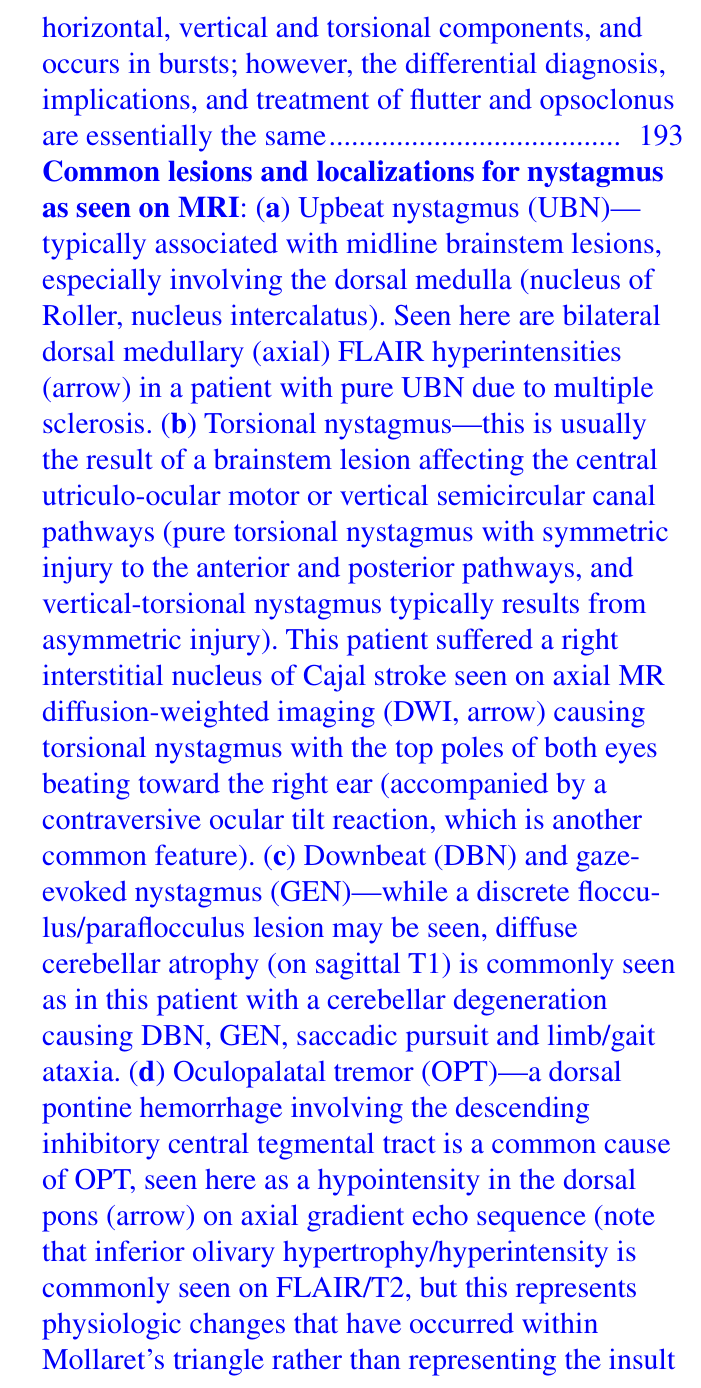 horizontal, vertical and torsional components, and
occurs in bursts; however, the differential diagnosis,
implications, and treatment of flutter and opsoclonus
are essentially the same....................................... 193
Common lesions and localizations for nystagmus
as seen on MRI: (a) Upbeat nystagmus (UBN)—
typically associated with midline brainstem lesions,
especially involving the dorsal medulla (nucleus of
Roller, nucleus intercalatus). Seen here are bilateral
dorsal medullary (axial) FLAIR hyperintensities
(arrow) in a patient with pure UBN due to multiple
sclerosis. (b) Torsional nystagmus—this is usually
the result of a brainstem lesion affecting the central
utriculo-ocular motor or vertical semicircular canal
pathways (pure torsional nystagmus with symmetric
injury to the anterior and posterior pathways, and
vertical-torsional nystagmus typically results from
asymmetric injury). This patient suffered a right
interstitial nucleus of Cajal stroke seen on axial MR
diffusion-weighted imaging (DWI, arrow) causing
torsional nystagmus with the top poles of both eyes
beating toward the right ear (accompanied by a
contraversive ocular tilt reaction, which is another
common feature). (c) Downbeat (DBN) and gaze-
evoked nystagmus (GEN)—while a discrete floccu-
lus/paraflocculus lesion may be seen, diffuse
cerebellar atrophy (on sagittal T1) is commonly seen
as in this patient with a cerebellar degeneration
causing DBN, GEN, saccadic pursuit and limb/gait
ataxia. (d) Oculopalatal tremor (OPT)—a dorsal
pontine hemorrhage involving the descending
inhibitory central tegmental tract is a common cause
of OPT, seen here as a hypointensity in the dorsal
pons (arrow) on axial gradient echo sequence (note
that inferior olivary hypertrophy/hyperintensity is
commonly seen on FLAIR/T2, but this represents
physiologic changes that have occurred within
Mollaret’s triangle rather than representing the insult